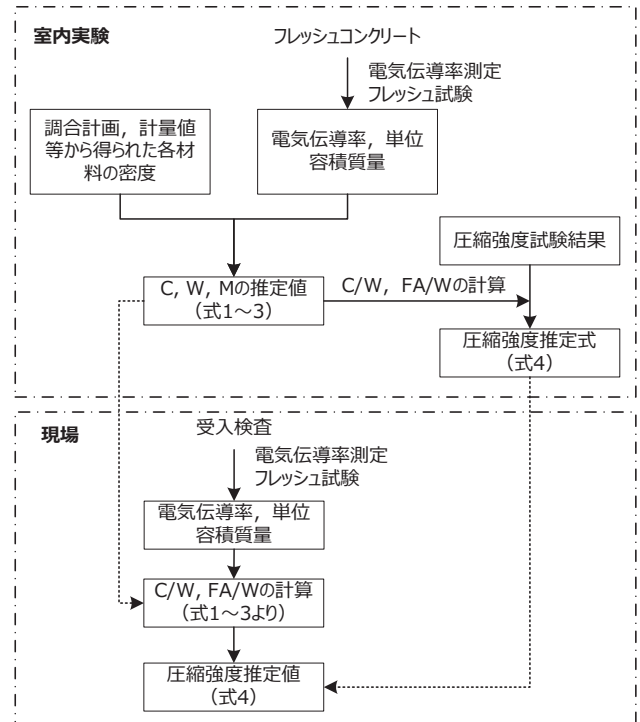 室内実験
フレッシュコンクリート
電気伝導率測定
フレッシュ試験
調合計画，計量値
等から得られた各材
料の密度
電気伝導率，単位
容積質量
圧縮強度試験結果
C, W, Mの推定値
（式1～3）
C/W，FA/Wの計算
圧縮強度推定式
（式4）
現場
受入検査
電気伝導率測定
フレッシュ試験
電気伝導率，単位
容積質量
C/W, FA/Wの計算
（式1～3より）
圧縮強度推定値
（式4）